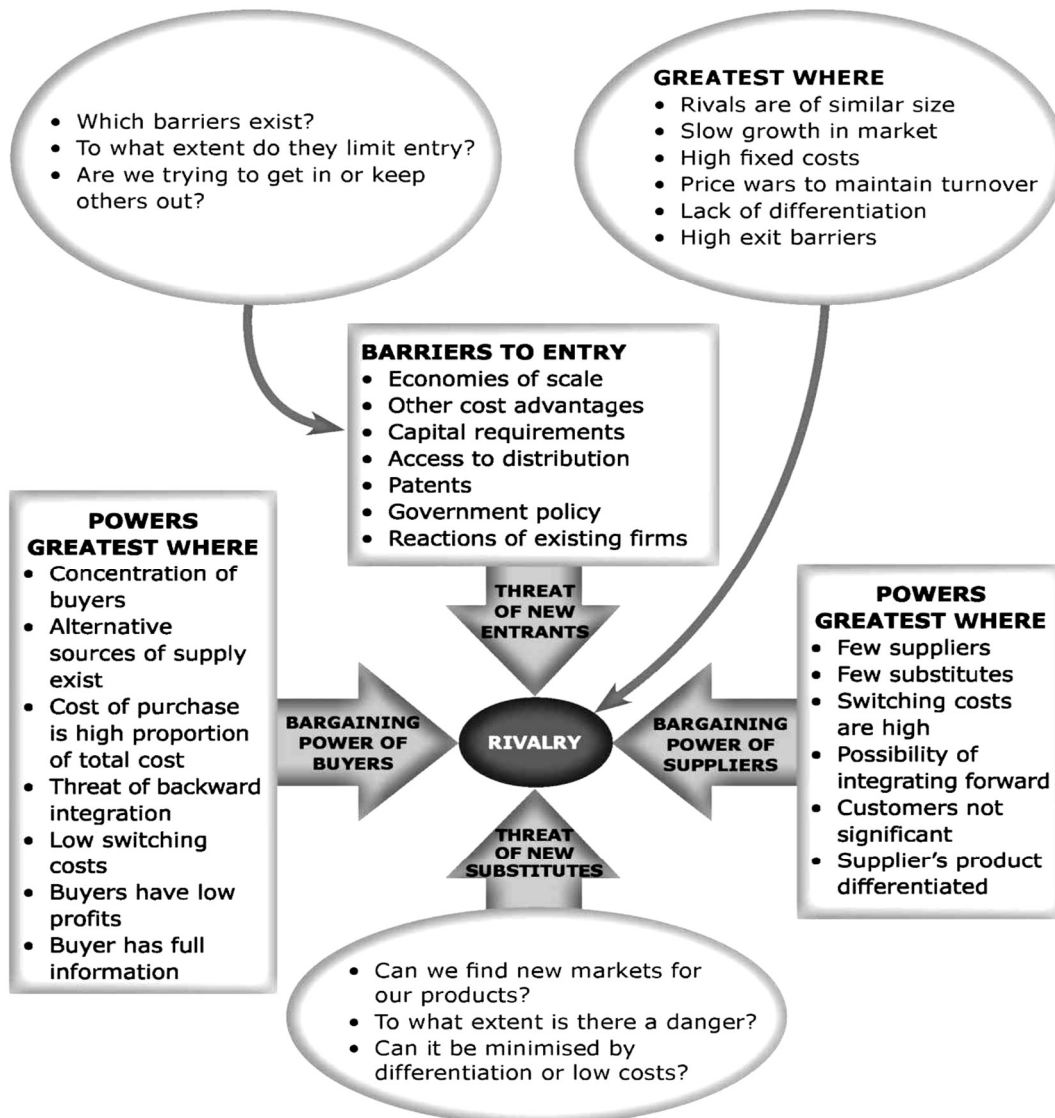 • Which barriers exist?
• To what extent do they limit entry?
• Are we trying to get in or keep
others out?
GREATEST WHERE
• Rivals are of similar size
• Slow growth in market
• High fixed costs
• Price wars to maintain turnover
• Lack of differentiation
• High exit barriers
BARRIERS TO ENTRY
• Economies of scale
• Other cost advantages
• Capital requirements
• Access to distribution
• Patents
• Government policy
• Reactions of existing firms
POWERS
GREATEST WHERE
• Concentration of
buyers
• Alternative
sources of supply
exist
• Cost of purchase
is high proportion
of total cost
• Threat of backward
integration
• Low switching
costs
• Buyers have low
profits
• Buyer has full
information
THREAT
OF NEW
ENTRANTS
BARGAINING
POWER OF
BUYERS
RIVALRY
BARGAINING
POWER OF
SUPPLIERS
THREAT
OF NEW
SUBSTITUTES
POWERS
GREATEST WHERE
• Few suppliers
• Few substitutes
• Switching costs
are high
• Possibility of
integrating forward
• Customers not
significant
• Supplier's product
differentiated
• Can we find new markets for
our products?
• To what extent is there a danger?
• Can it be minimised by
differentiation or low costs?